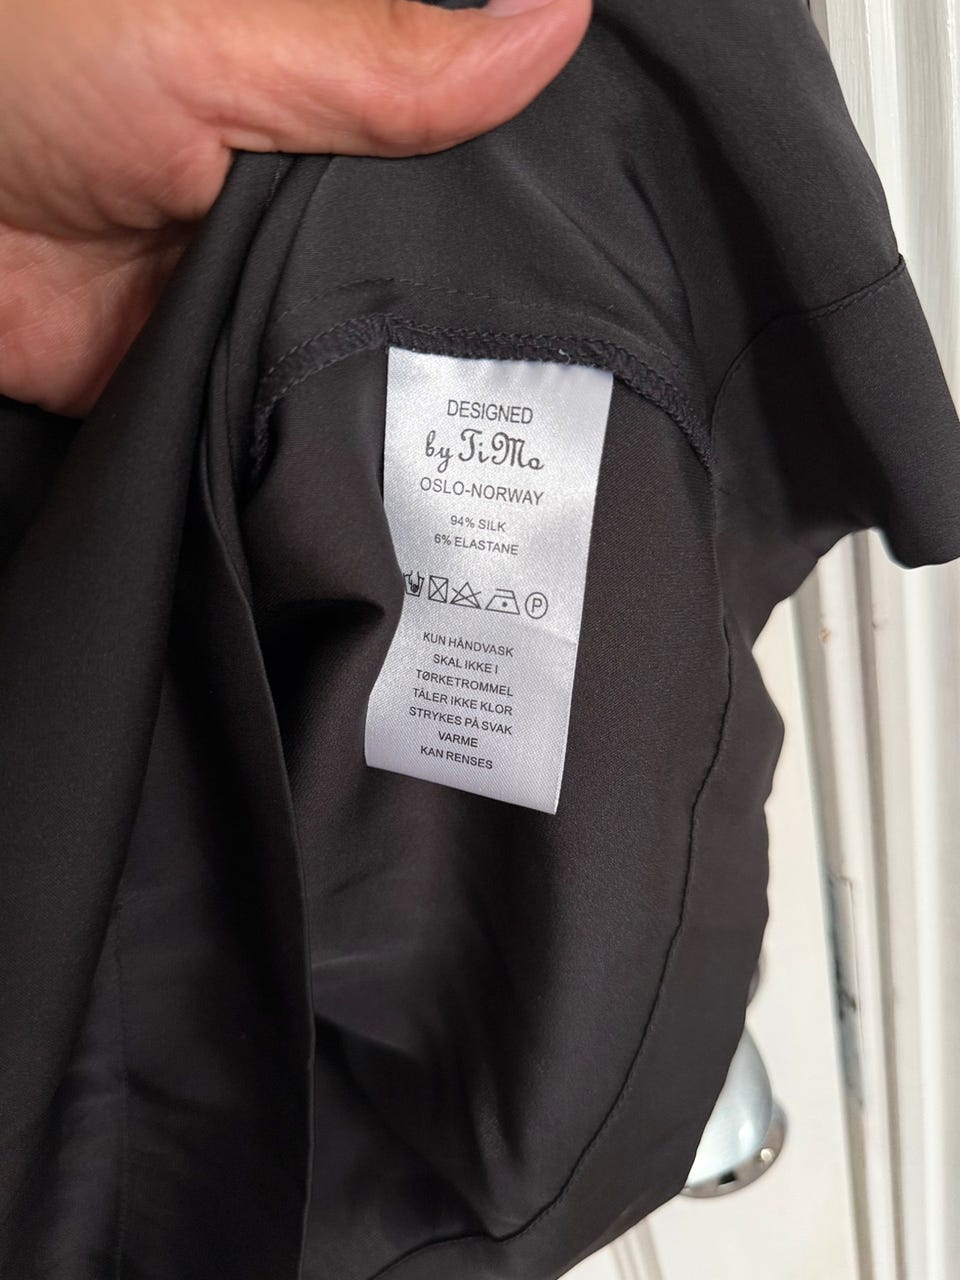 DESIGNED
by TiMo
OSLO-NORWAY
94% SILK
6% ELASTANE
P
KUN HÅNDVASK
SKAL IKKE I
TØRKETROMMEL
TÅLER IKKE KLOR
STRYKES PÅ SVAK
VARME
KAN RENSES